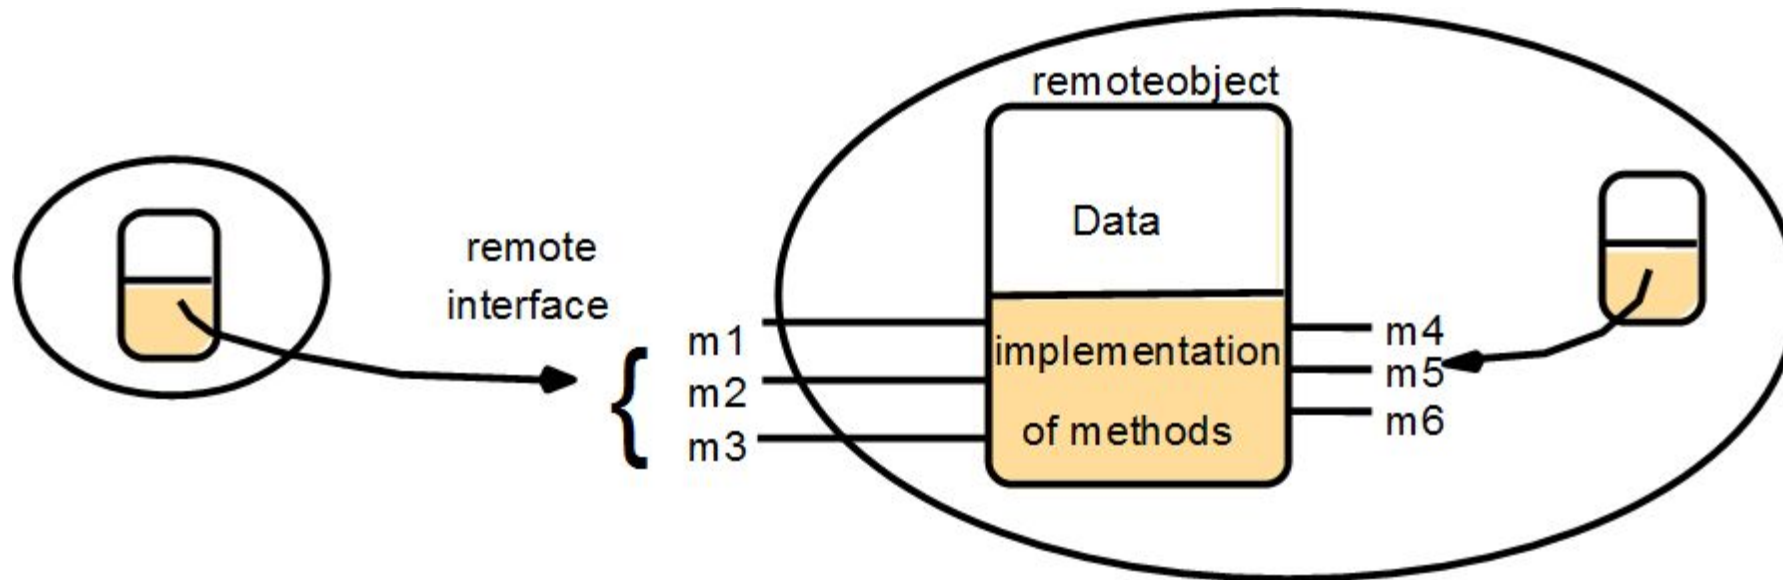 remoteobject
Data
remote
interface
{
m1
m2
m3
implementation
of methods
m4
m5
m6